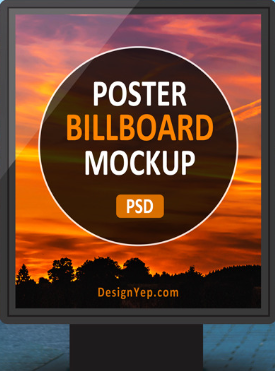 POSTER
BILLBOARD
MOCKUP
PSD
DesignYep.com